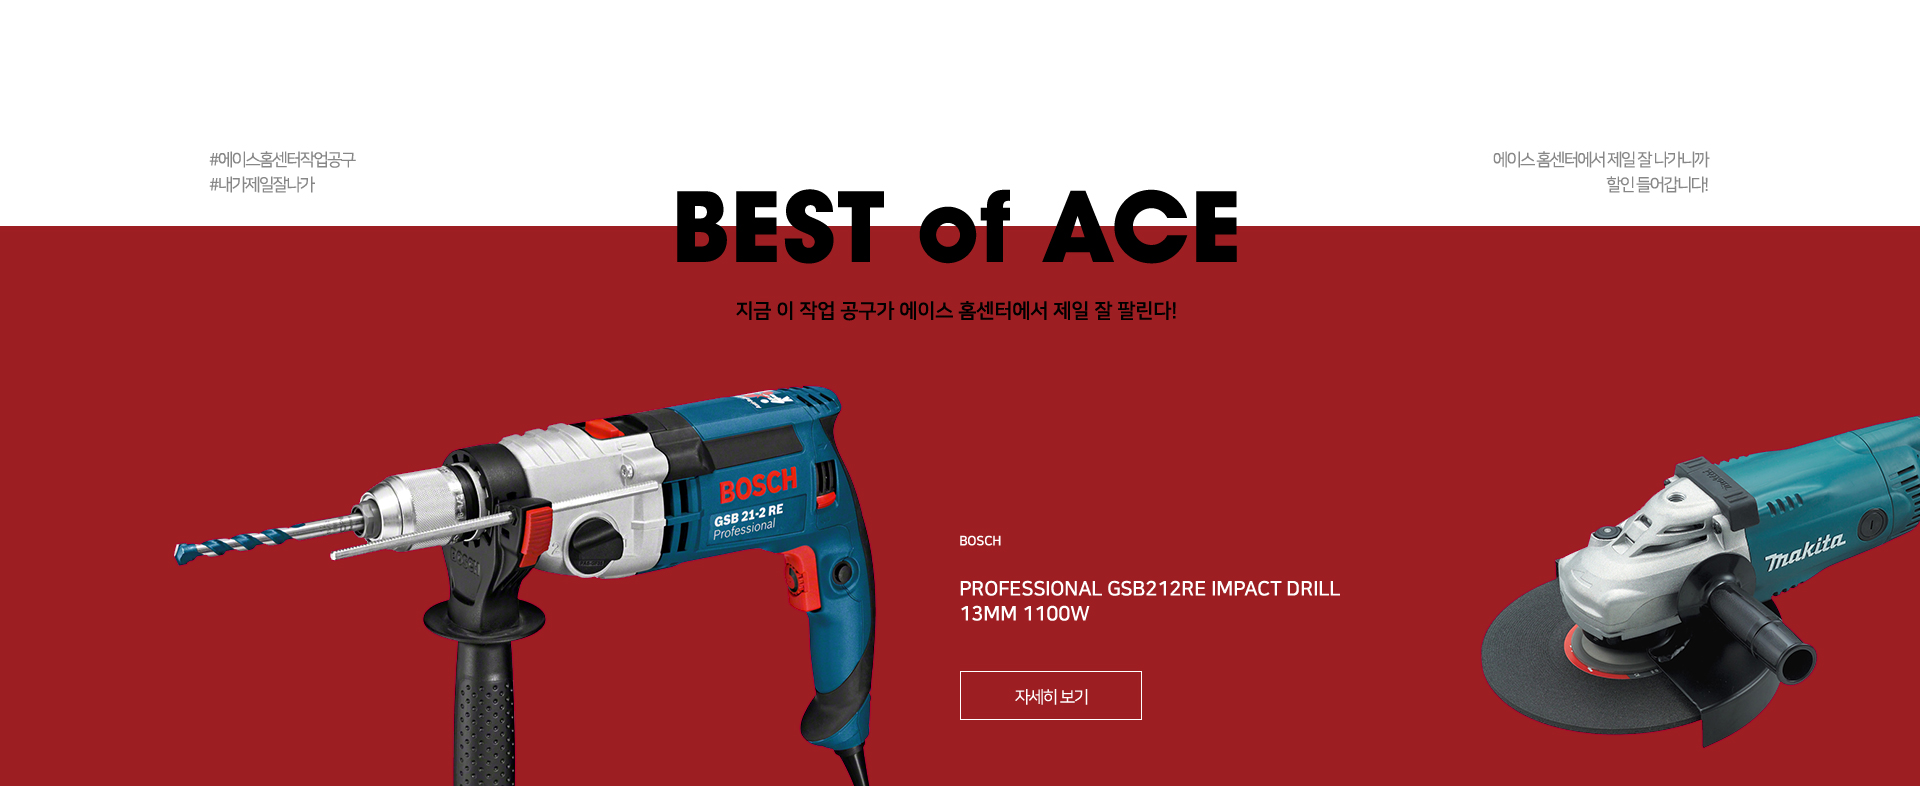 #에이스홈센터작업공구
#내가제일잘나가
에이스 홈센터에서 제일 잘 나가니까
할인 들어갑니다!
BEST of ACE
지금 이 작업 공구가 에이스 홈센터에서 제일 잘 팔린다!
BOSCH
GSB 21-2 RE
Professional
BOSCH
BOSCH
PROFESSIONAL GSB212RE IMPACT DRILL
13MM 1100W
자세히 보기
makita
makita